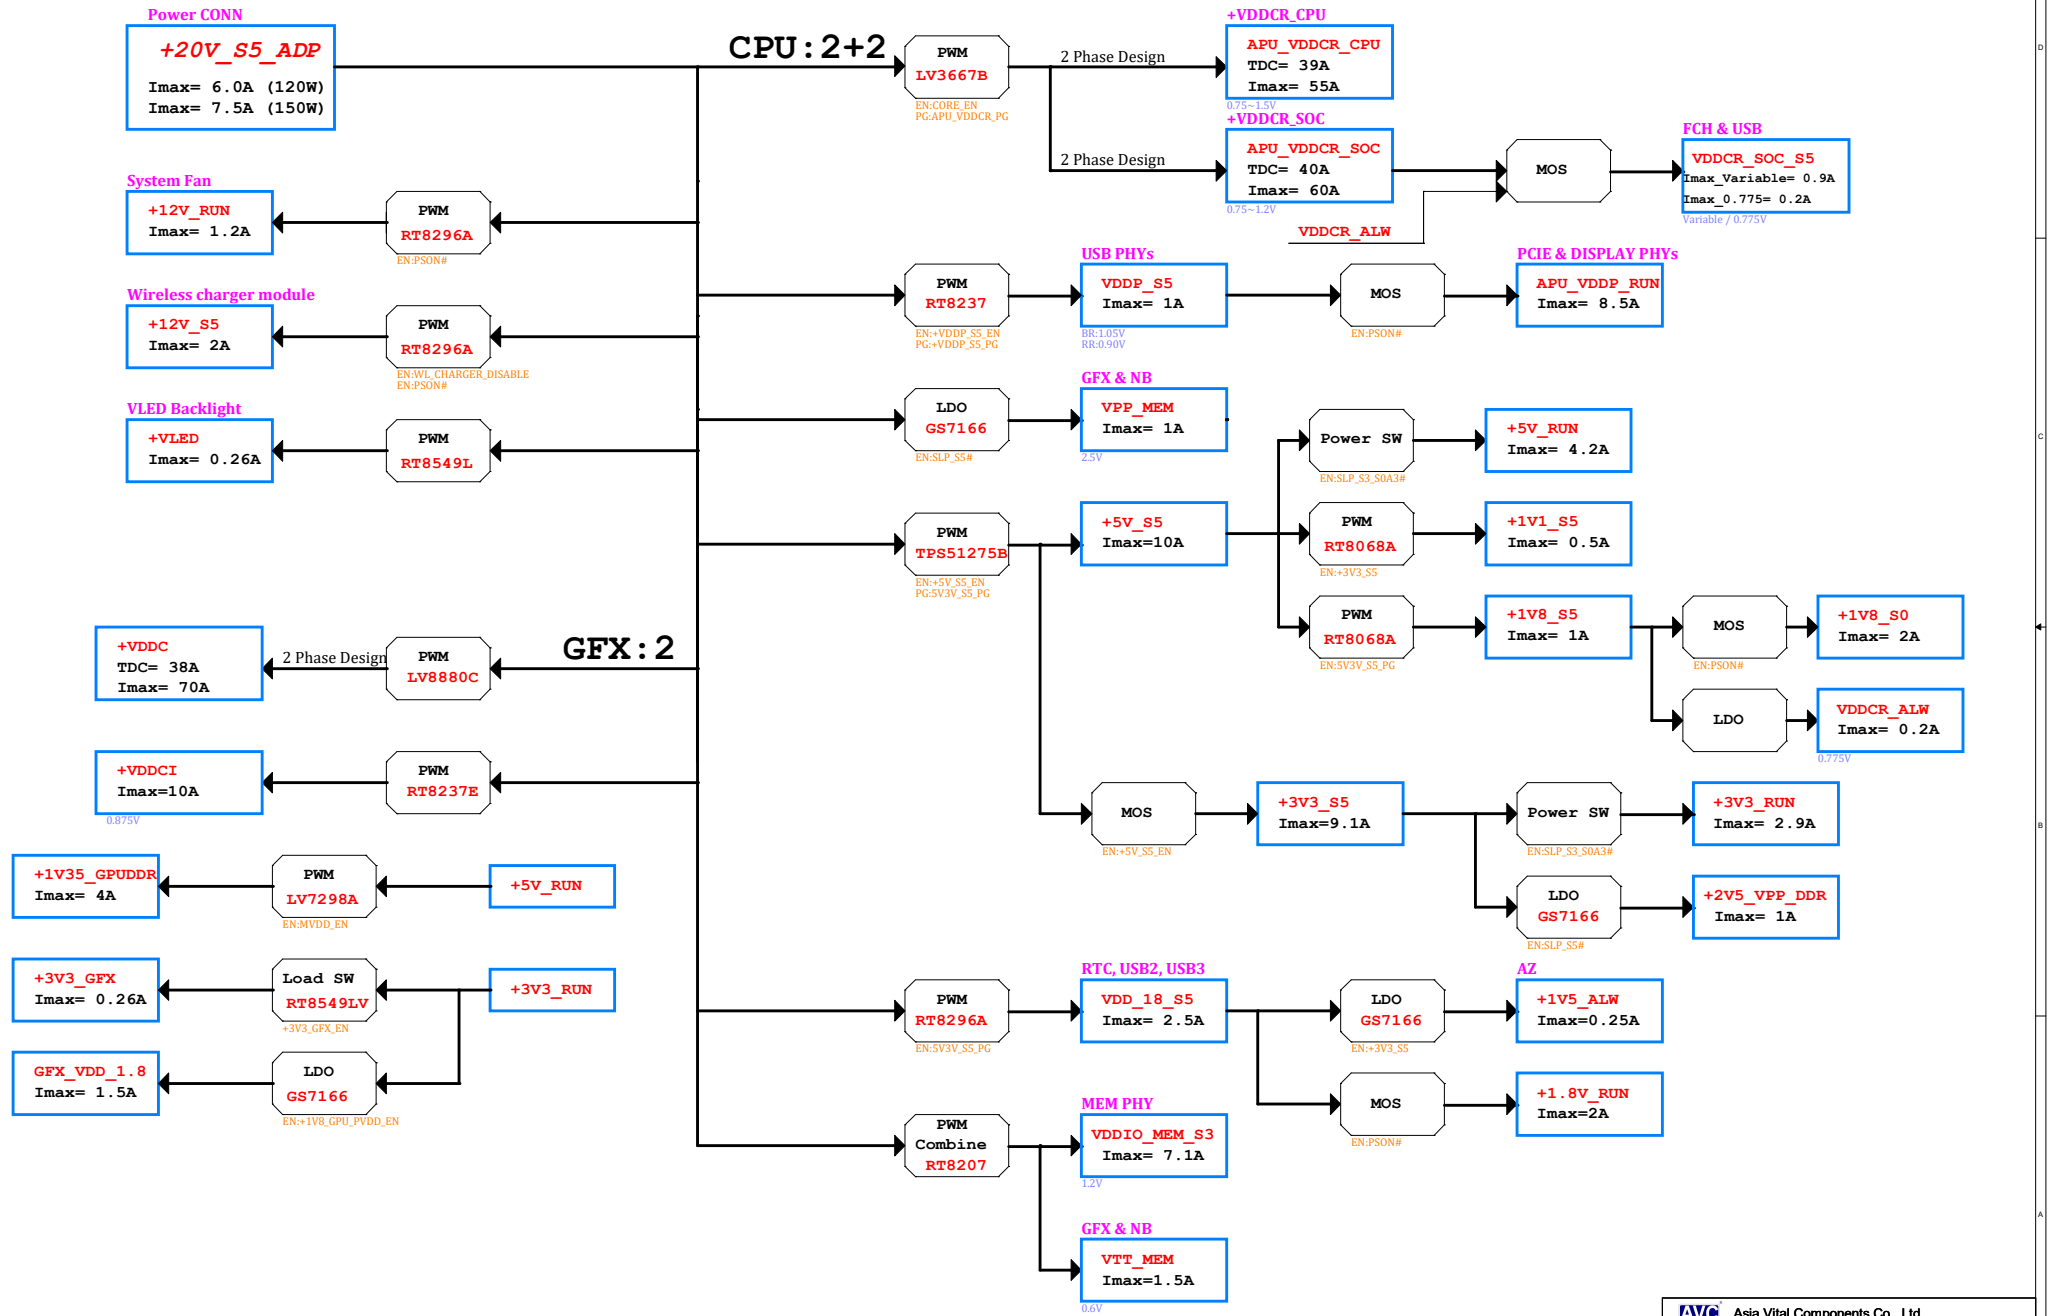 Power CONN
+20V_S5_ADP
Imax= 6.0A (120W)
Imax= 7.5A (150W)
CPU:2+2
PWM
LV3667B
EN:CORE_EN
PG:APU_VDDCR_PG
2 Phase Design
+VDDCR_CPU
APU_VDDCR_CPU
TDC= 39A
Imax= 55A
0.75~1.5V
2 Phase Design
+VDDCR_SOC
APU_VDDCR_SOC
TDC= 40A
Imax= 60A
0.75~1.2V
VDDCR_ALW
MOS
FCH & USB
VDDCR_SOC_S5
Imax_Variable= 0.9A
Imax_0.775= 0.2A
Variable / 0.775V
System Fan
+12V_RUN
Imax= 1.2A
PWM
RT8296A
EN:PSON#
PWM
RT8237
EN:+VDDP_S5_EN
PG:+VDDP_S5_PG
USB PHYs
VDDP_S5
Imax= 1A
BR:1.05V
RR:0.90V
MOS
EN:PSON#
PCIE & DISPLAY PHYs
APU_VDDP_RUN
Imax= 8.5A
Wireless charger module
+12V_S5
Imax= 2A
PWM
RT8296A
EN:WL_CHARGER_DISABLE
EN:PSON#
LDO
GS7166
EN:SLP_S5#
GFX & NB
VPP_MEM
Imax= 1A
2.5V
VLED Backlight
+VLED
Imax= 0.26A
PWM
RT8549L
PWM
TPS51275B
EN:+5V_S5_EN
PG:5V3V_S5_PG
+5V_S5
Imax=10A
Power SW
EN:SLP_S3_S0A3#
+5V_RUN
Imax= 4.2A
PWM
RT8068A
EN:+3V3_S5
+1V1_S5
Imax= 0.5A
PWM
RT8068A
EN:5V3V_S5_PG
+1V8_S5
Imax= 1A
MOS
EN:PSON#
+1V8_S0
Imax= 2A
LDO
VDDCR_ALW
Imax= 0.2A
0.775V
+VDDC
TDC= 38A
Imax= 70A
2 Phase Design
PWM
LV8880C
GFX:2
+VDDCI
Imax=10A
0.875V
PWM
RT8237E
MOS
EN:+5V_S5_EN
+3V3_S5
Imax=9.1A
Power SW
EN:SLP_S3_S0A3#
+3V3_RUN
Imax= 2.9A
LDO
GS7166
EN:SLP_S5#
+2V5_VPP_DDR
Imax= 1A
+1V35_GPUDDR
Imax= 4A
PWM
LV7298A
EN:MVDD_EN
+5V_RUN
+3V3_GFX
Imax= 0.26A
Load SW
RT8549LV
+3V3_GFX_EN
+3V3_RUN
GFX_VDD_1.8
Imax= 1.5A
LDO
GS7166
EN:+1V8_GPU_PVDD_EN
PWM
RT8296A
EN:5V3V_S5_PG
RTC, USB2, USB3
VDD_18_S5
Imax= 2.5A
LDO
GS7166
EN:+3V3_S5
AZ
+1V5_ALW
Imax=0.25A
MOS
EN:PSON#
+1.8V_RUN
Imax=2A
PWM
Combine
RT8207
MEM PHY
VDDIO_MEM_S3
Imax= 7.1A
1.2V
GFX & NB
VTT_MEM
Imax=1.5A
0.6V
D
C
B
A
AVC
Asia Vital Components Co., Ltd